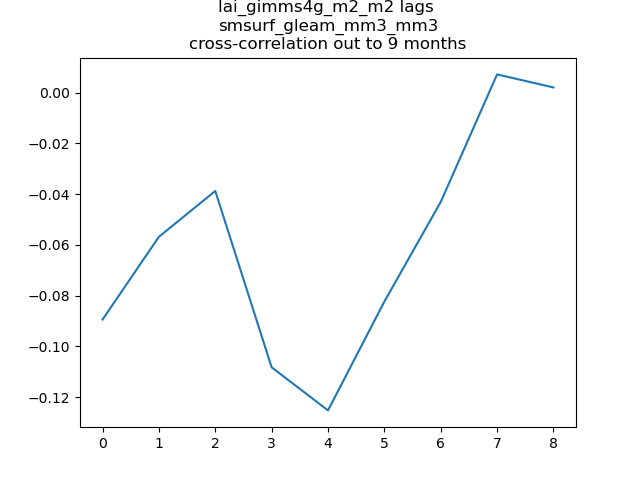 lai_gimms4g_m2_m2 lags
smsurf_gleam_mm3_mm3
cross-correlation out to 9 months
0.00
−0.02
−0.04
−0.06
−0.08
−0.10
−0.12
0 1 2 3 4 5 6 7 8